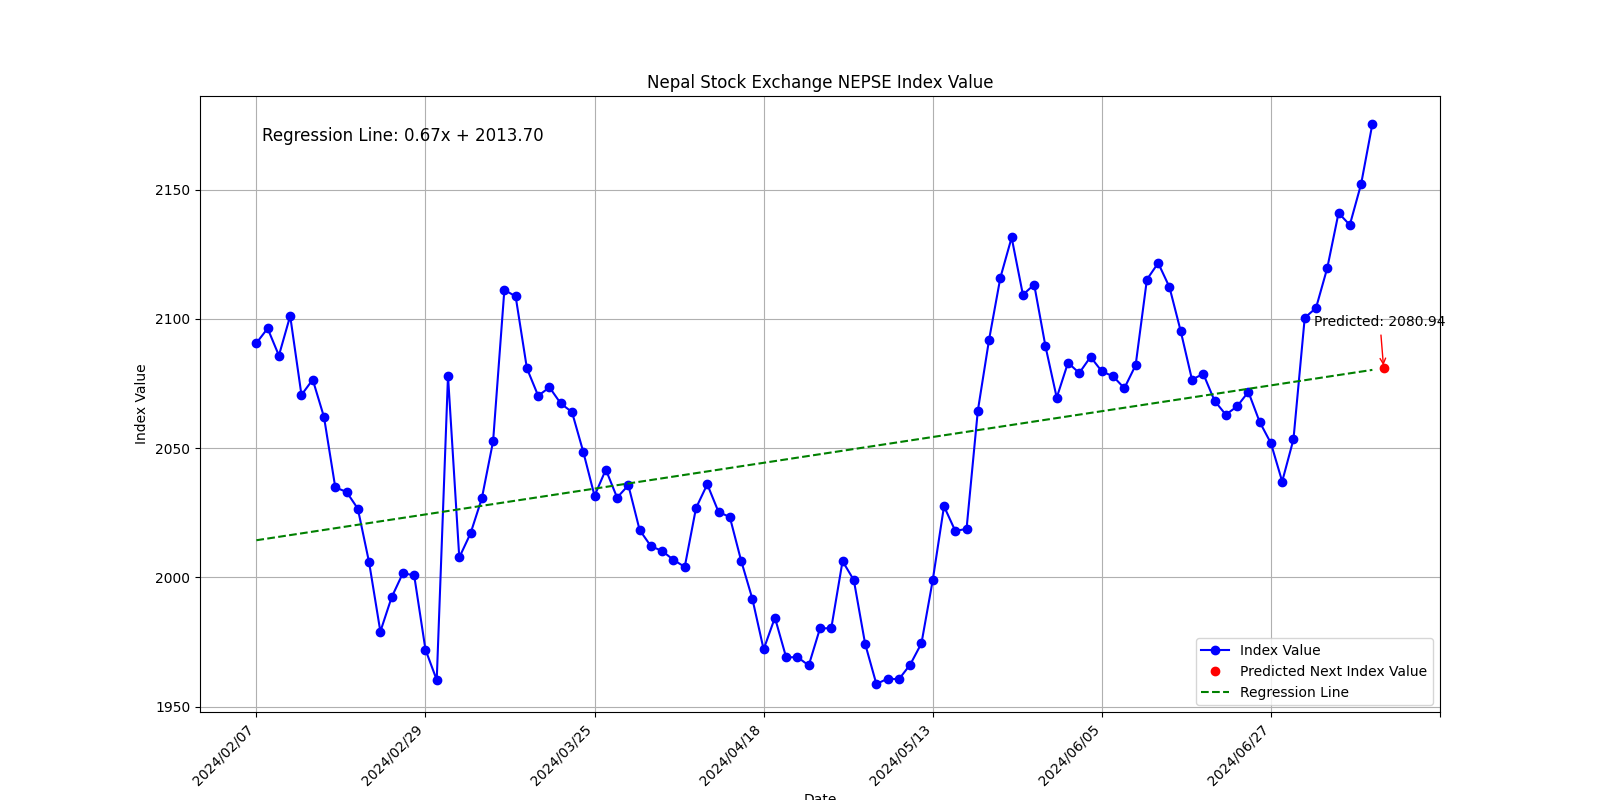 Nepal Stock Exchange NEPSE Index Value
Regression Line: 0.67x + 2013.70
Index Value
2150
2100
2050
2000
1950
Predicted: 2080.94
Index Value
Predicted Next Index Value
Regression Line
2024/02/07
2024/02/29
2024/03/25
2024/04/18
2024/05/13
2024/06/05
2024/06/27
Date